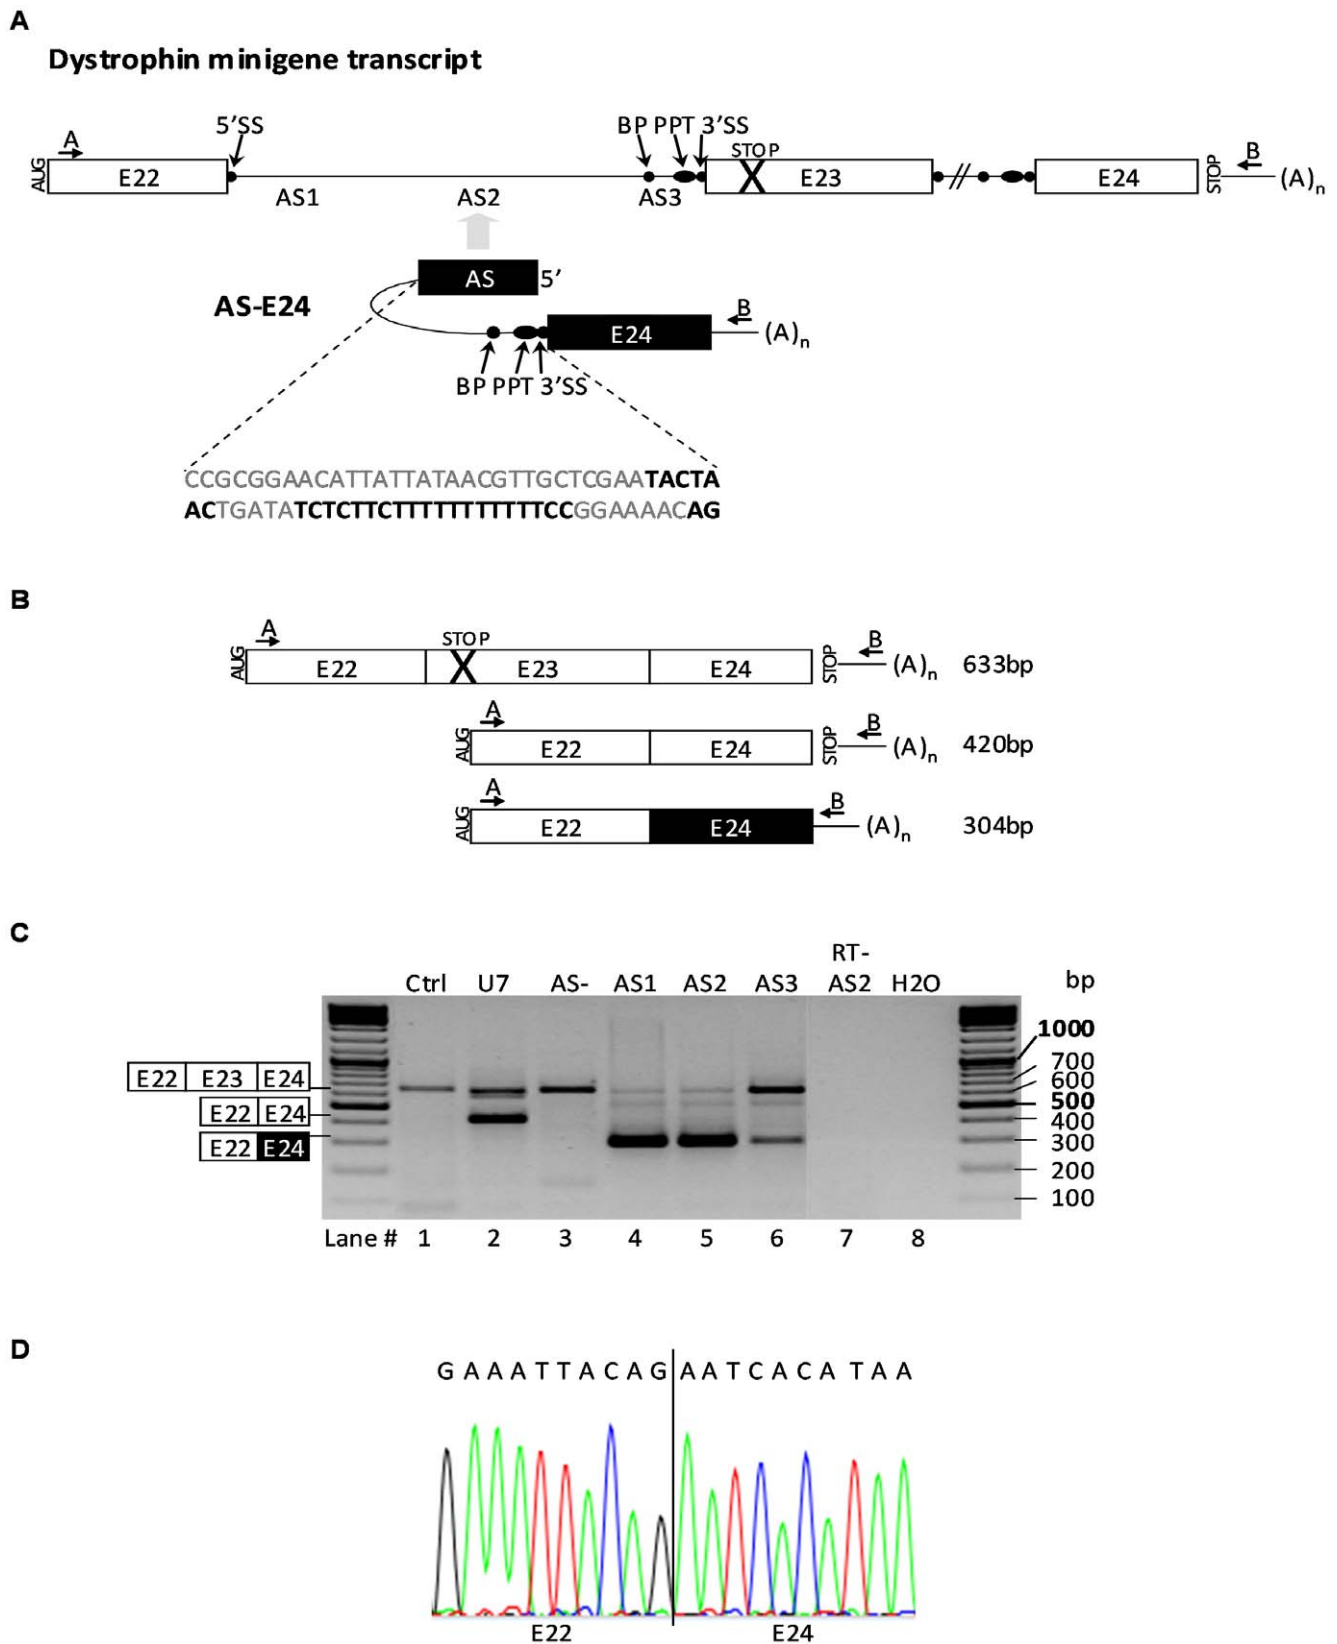 A
Dystrophin minigene transcript
A 5'SS BP PPT 3'SS STOP B
AUG E22 E23 E24 STOP (A)n
AS1 AS2 AS3
AS 5'
AS-E24
E24 B (A)n
BP PPT 3'SS
CCGCGGAACATTATTATAACGTTGCTCGAATACTA
ACTGATATCTCTTCTTTTTTTTTTTCCGGAAAACAG
B
A STOP B
AUG E22 X E23 E24 STOP (A)n 633bp
A B
AUG E22 E24 STOP (A)n 420bp
A B
AUG E22 E24 (A)n 304bp
C
Ctrl U7 AS- AS1 AS2 AS3 RT-AS2 H2O bp
E22 E23 E24
E22 E24
E22 E24
1000
700
600
500
400
300
200
100
Lane # 1 2 3 4 5 6 7 8
D
G A A A T T A C A G A A T C A C A T A A
E22 E24